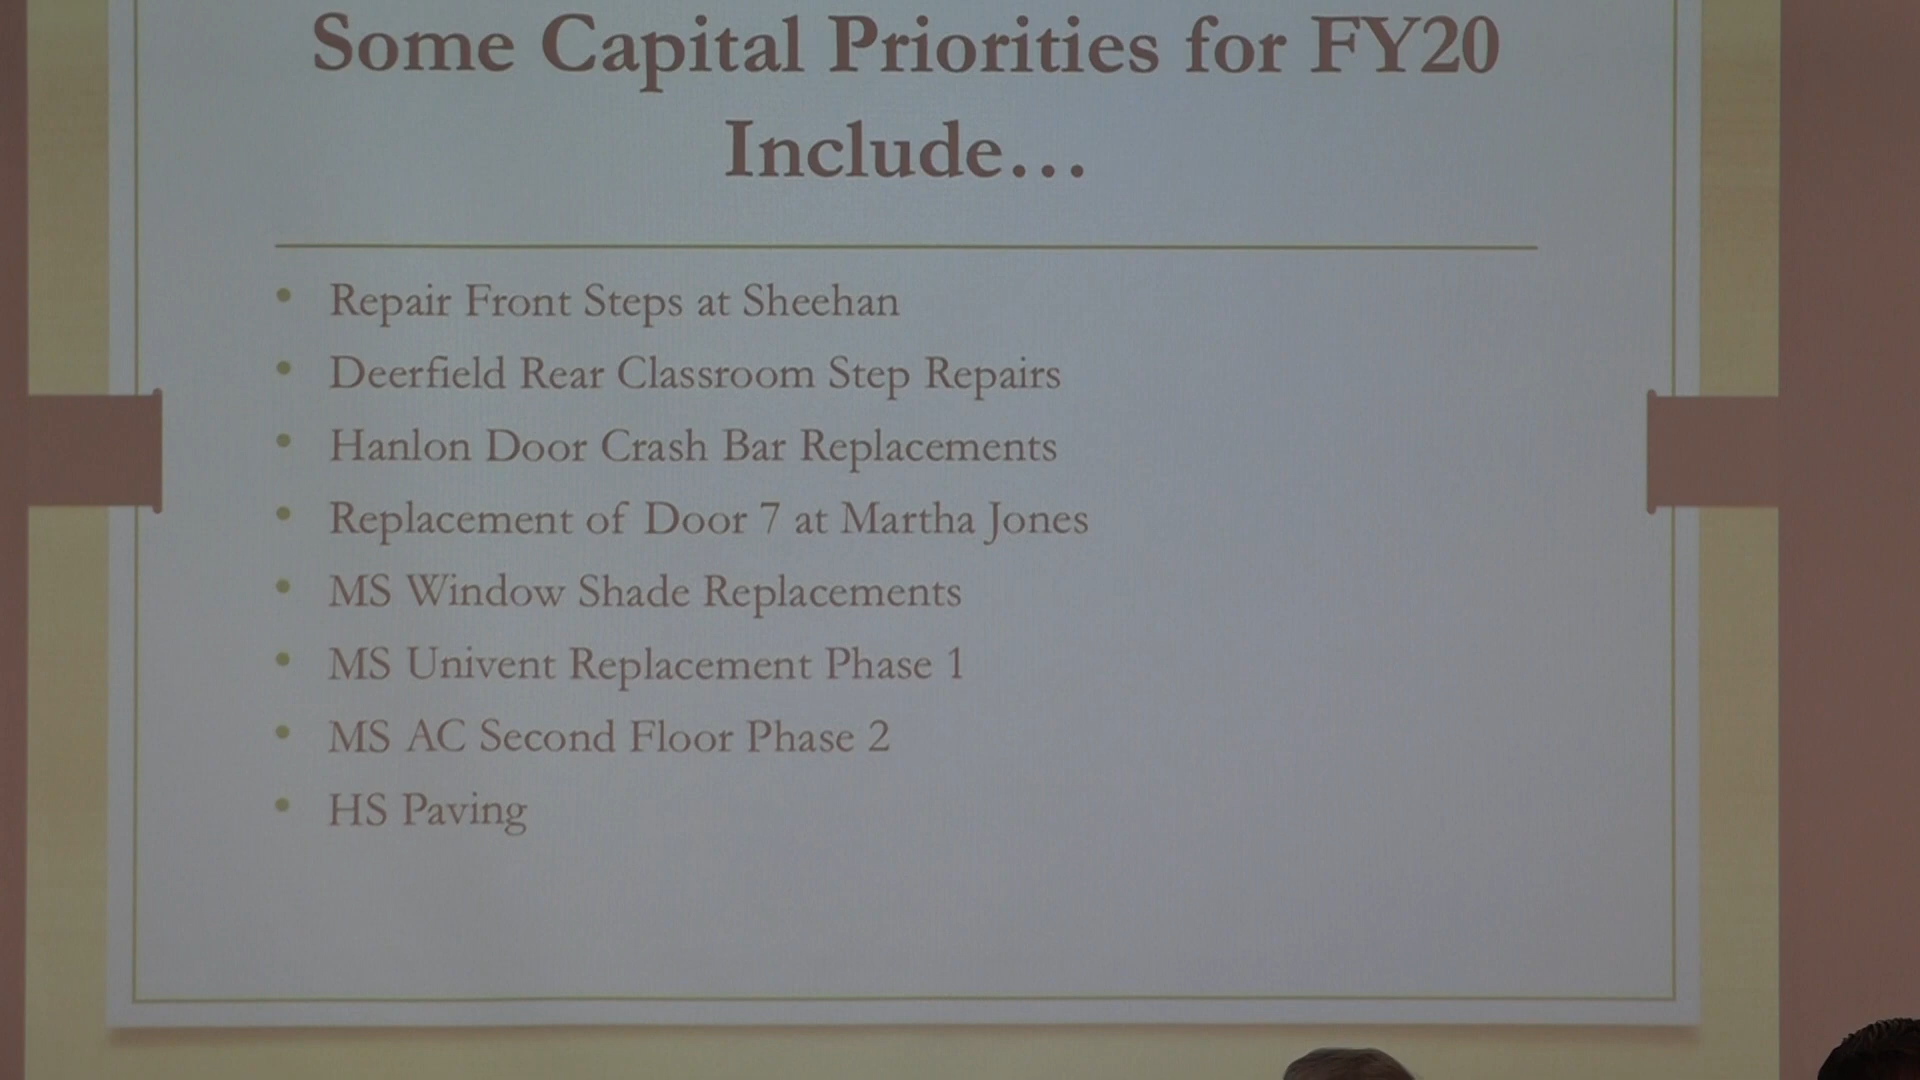 Some Capital Priorities for FY20
Include…
• Repair Front Steps at Sheehan
• Deerfield Rear Classroom Step Repairs
• Hanlon Door Crash Bar Replacements
• Replacement of Door 7 at Martha Jones
• MS Window Shade Replacements
• MS Univent Replacement Phase 1
• MS AC Second Floor Phase 2
• HS Paving